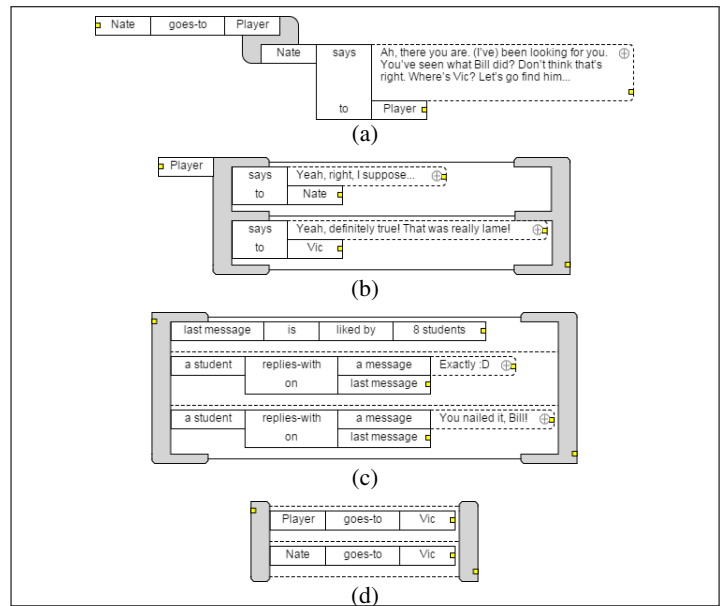 Nate goes-to Player
Nate says Ah, there you are. (I've) been looking for you.
You've seen what Bill did? Don't think that's
right. Where's Vic? Let's go find him...
to Player
(a)
Player
says Yeah, right, I suppose...
to Nate
says Yeah, definitely true! That was really lame!
to Vic
(b)
last message is liked by 8 students
a student replies-with a message Exactly :D
on last message
a student replies-with a message You nailed it, Bill!
on last message
(c)
Player goes-to Vic
Nate goes-to Vic
(d)